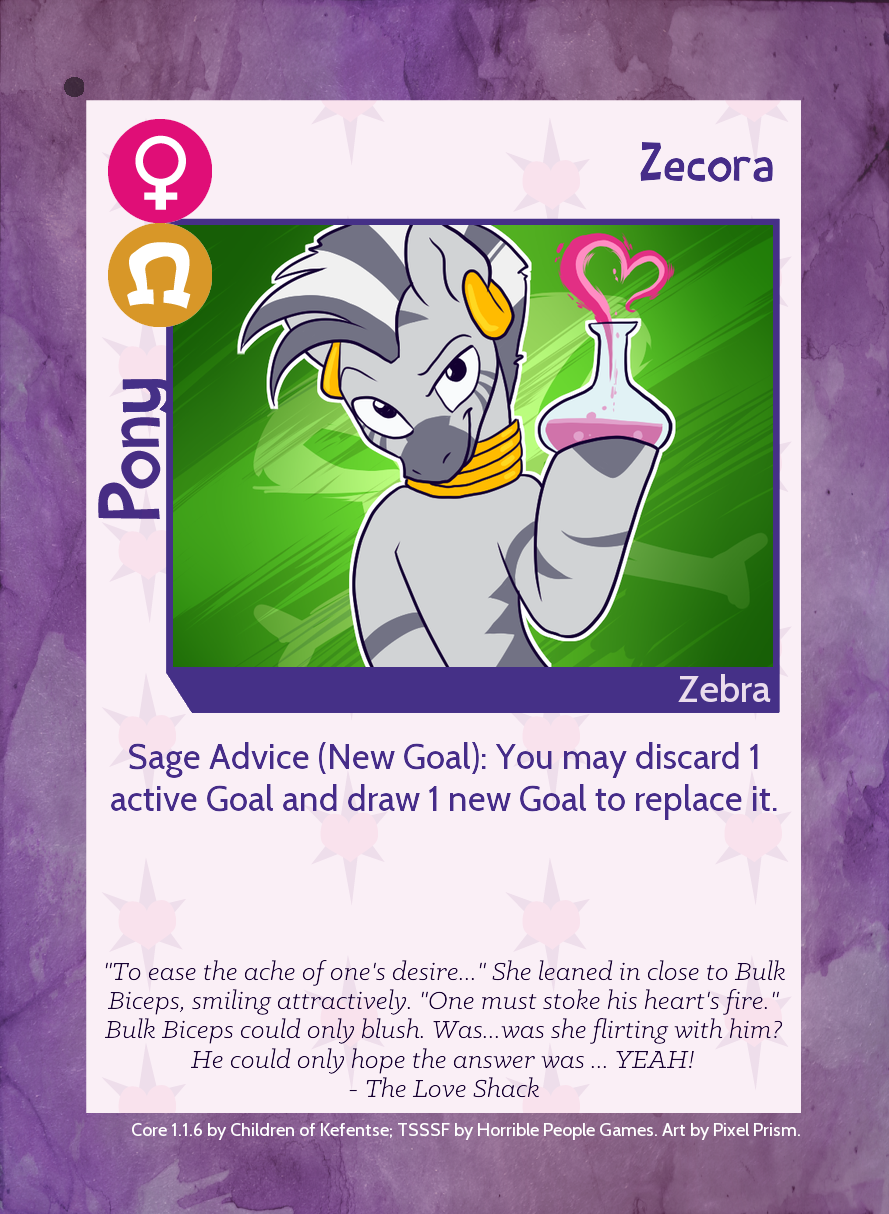 Zecora
Pony
Zebra
Sage Advice (New Goal): You may discard 1
active Goal and draw 1 new Goal to replace it.
"To ease the ache of one's desire..." She leaned in close to Bulk
Biceps, smiling attractively. "One must stoke his heart's fire."
Bulk Biceps could only blush. Was...was she flirting with him?
He could only hope the answer was ... YEAH!
- The Love Shack
Core 1.1.6 by Children of Kefentse; TSSSF by Horrible People Games. Art by Pixel Prism.